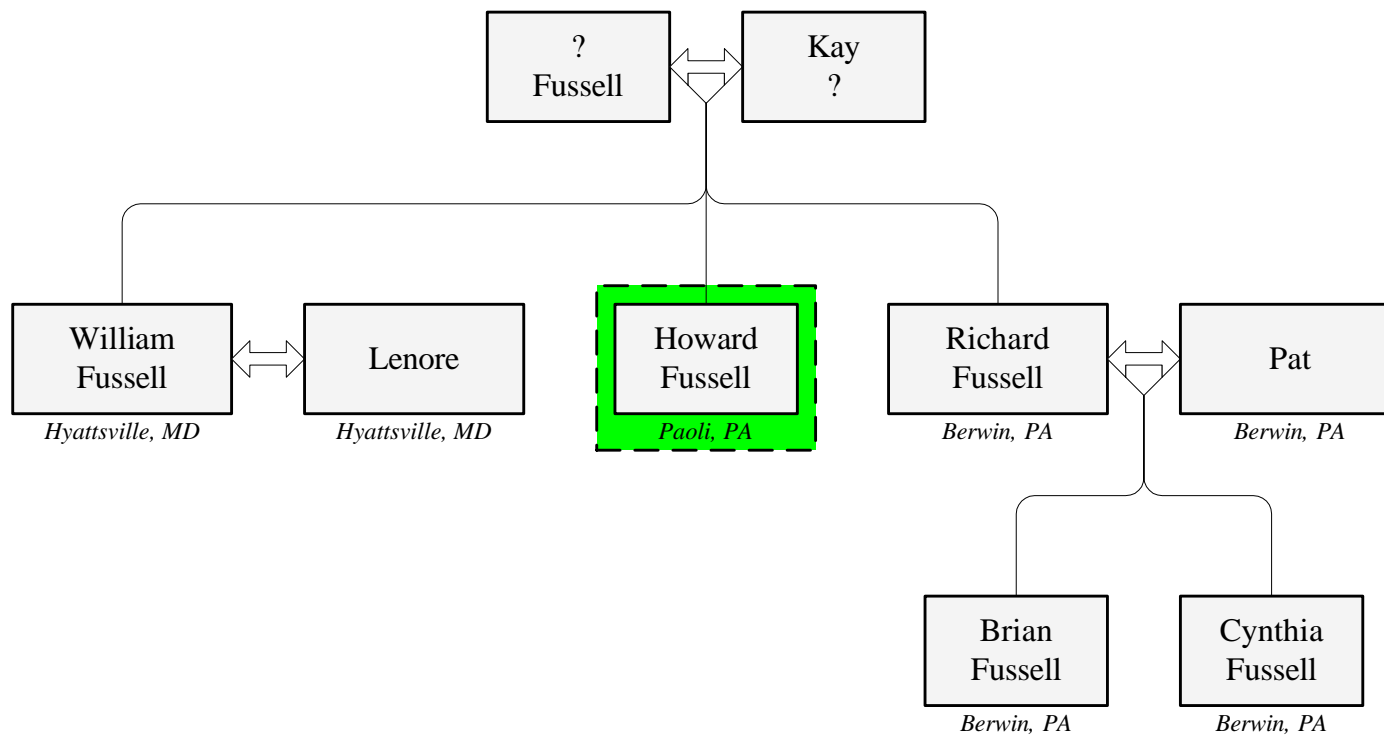 ?
Fussell
Kay
?
William
Fussell
Hyattsville, MD
Lenore
Hyattsville, MD
Howard
Fussell
Paoli, PA
Richard
Fussell
Berwin, PA
Pat
Berwin, PA
Brian
Fussell
Berwin, PA
Cynthia
Fussell
Berwin, PA